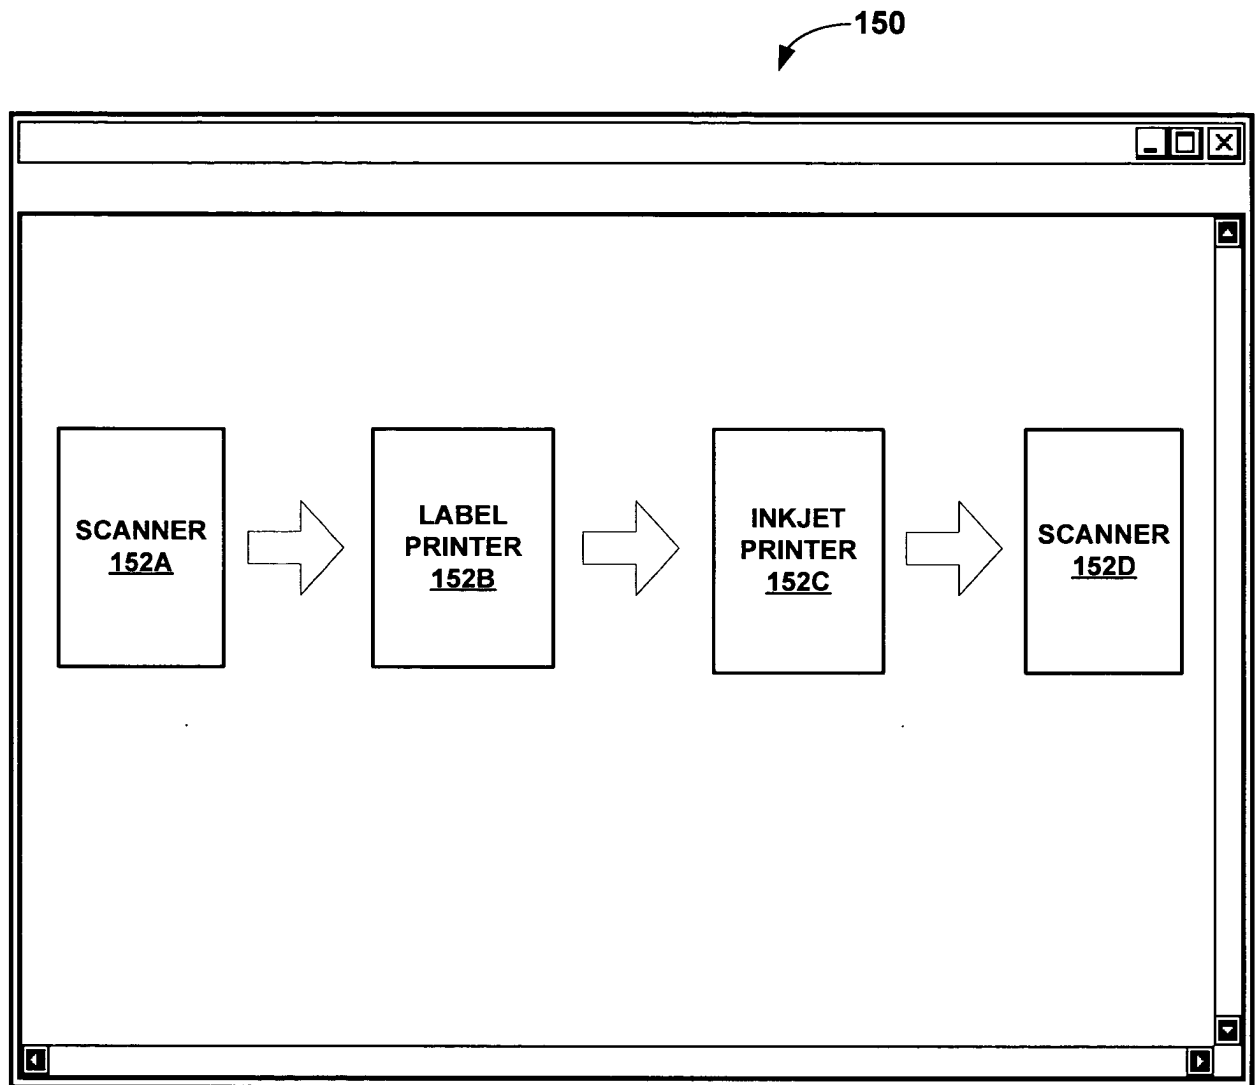 150
SCANNER
152A
LABEL
PRINTER
152B
INKJET
PRINTER
152C
SCANNER
152D